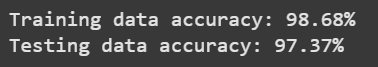 Training data accuracy: 98.68%
Testing data accuracy: 97.37%